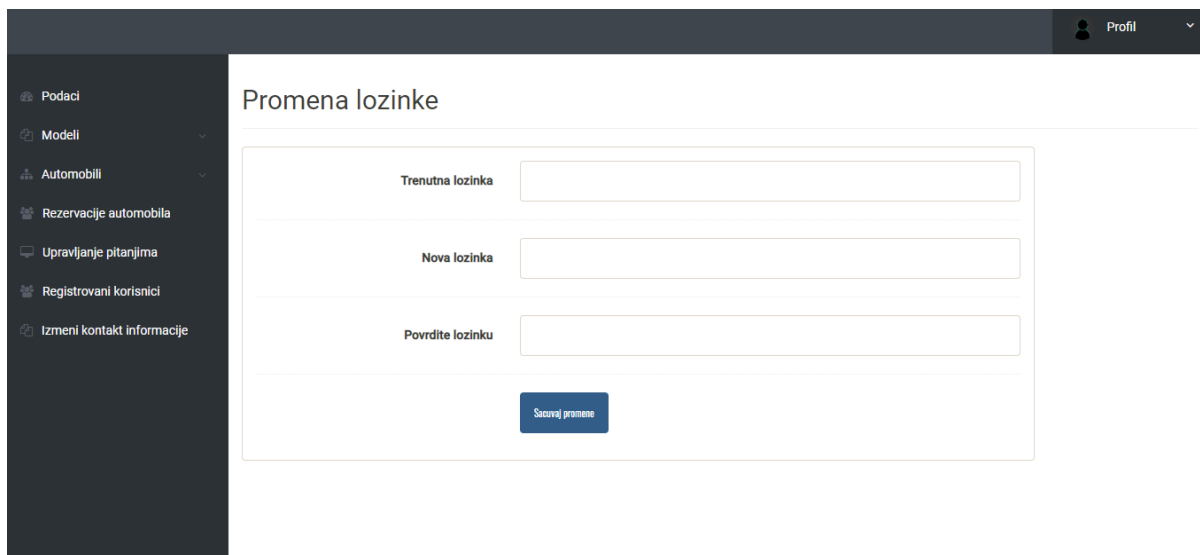 Profil
Podaci
Modeli
Automobili
Rezervacije automobila
Upravljanje pitanjima
Registrovani korisnici
Izmeni kontakt informacije
Promena lozinke
Trenutna lozinka
Nova lozinka
Povrdite lozinku
Sacuvaj promene